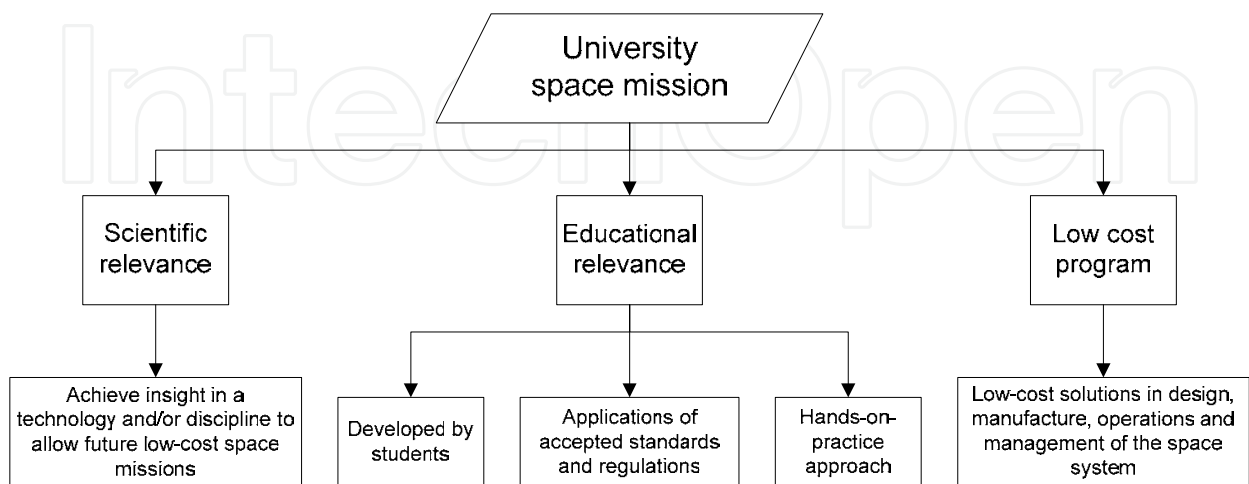 IntechOpen
University
space mission
Scientific
relevance
Educational
relevance
Low cost
program
Achieve insight in a
technology and/or discipline to
allow future low-cost space
missions
Developed by
students
Applications of
accepted standards
and regulations
Hands-on-
practice
approach
Low-cost solutions in design,
manufacture, operations and
management of the space
system